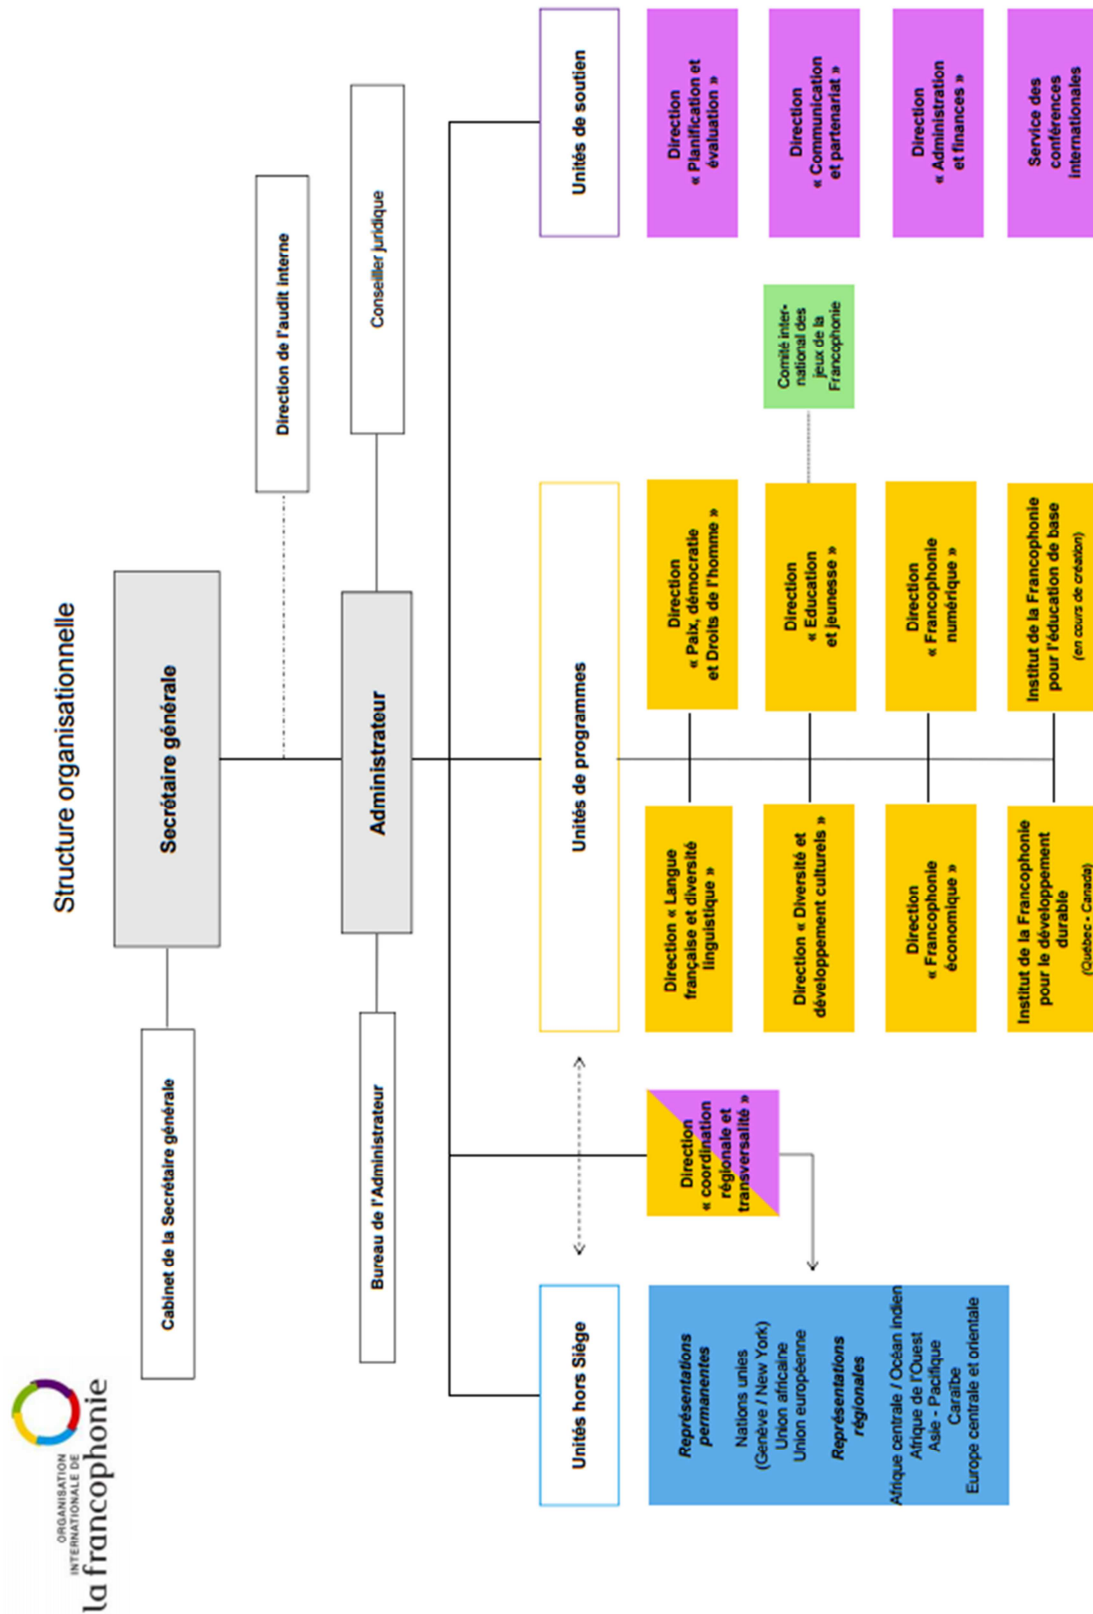 ORGANISATION
INTERNATIONALE DE
la francophonie
Structure organisationnelle
Secrétaire générale
Cabinet de la Secrétaire générale
Direction de l'audit interne
Administrateur
Bureau de l'Administrateur
Conseiller juridique
Unités hors Siège
Unités de programmes
Unités de soutien
Représentations
permanentes
Nations unies
(Genève / New York)
Union africaine
Union européenne
Représentations
régionales
Afrique centrale / Océan indien
Afrique de l'Ouest
Asie - Pacifique
Caraïbe
Europe centrale et orientale
Direction
« coordination
régionale et
transversalité »
Direction « Langue
française et diversité
linguistique »
Direction
« Paix, démocratie
et Droits de l'homme »
Direction « Diversité et
développement culturels »
Direction
« Education
et jeunesse »
Comité inter-
national des
jeux de la
Francophonie
Direction
« Francophonie
économique »
Direction
« Francophonie
numérique »
Institut de la Francophonie
pour le développement
durable
(Québec - Canada)
Institut de la Francophonie
pour l'éducation de base
(en cours de création)
Direction
« Planification et
évaluation »
Direction
« Communication
et partenariat »
Direction
« Administration
et finances »
Service des
conférences
internationales